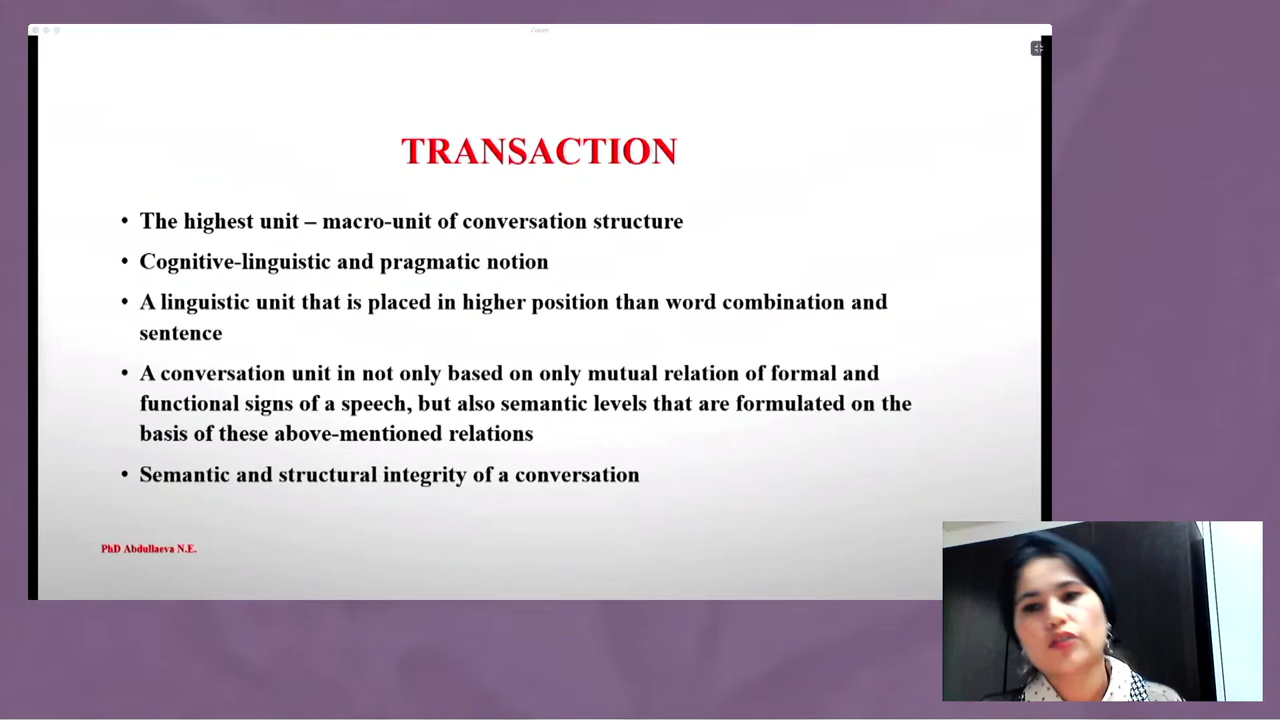 TRANSACTION
• The highest unit – macro-unit of conversation structure
• Cognitive-linguistic and pragmatic notion
• A linguistic unit that is placed in higher position than word combination and
sentence
• A conversation unit in not only based on only mutual relation of formal and
functional signs of a speech, but also semantic levels that are formulated on the
basis of these above-mentioned relations
• Semantic and structural integrity of a conversation
PhD Abdullaeva N.E.